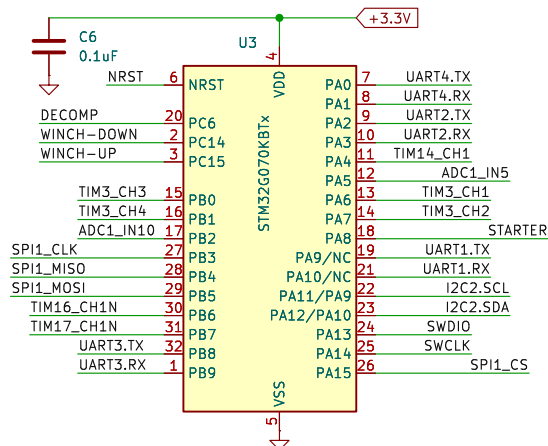 +3.3V
C6
0.1uF
U3
4
VDD
STM32G070KBTx
NRST 6 NRST
DECOMP 20 PC6
WINCH-DOWN 2 PC14
WINCH-UP 3 PC15
TIM3_CH3 15 PB0
TIM3_CH4 16 PB1
ADC1_IN10 17 PB2
SPI1_CLK 27 PB3
SPI1_MISO 28 PB4
SPI1_MOSI 29 PB5
TIM16_CH1N 30 PB6
TIM17_CH1N 31 PB7
UART3.TX 32 PB8
UART3.RX 1 PB9
PA0 7 UART4.TX
PA1 8 UART4.RX
PA2 9 UART2.TX
PA3 10 UART2.RX
PA4 11 TIM14_CH1
PA5 12 ADC1_IN5
PA6 13 TIM3_CH1
PA7 14 TIM3_CH2
PA8 18 STARTER
PA9/NC 19 UART1.TX
PA10/NC 21 UART1.RX
PA11/PA9 22 I2C2.SCL
PA12/PA10 23 I2C2.SDA
PA13 24 SWDIO
PA14 25 SWCLK
PA15 26 SPI1_CS
VSS
5